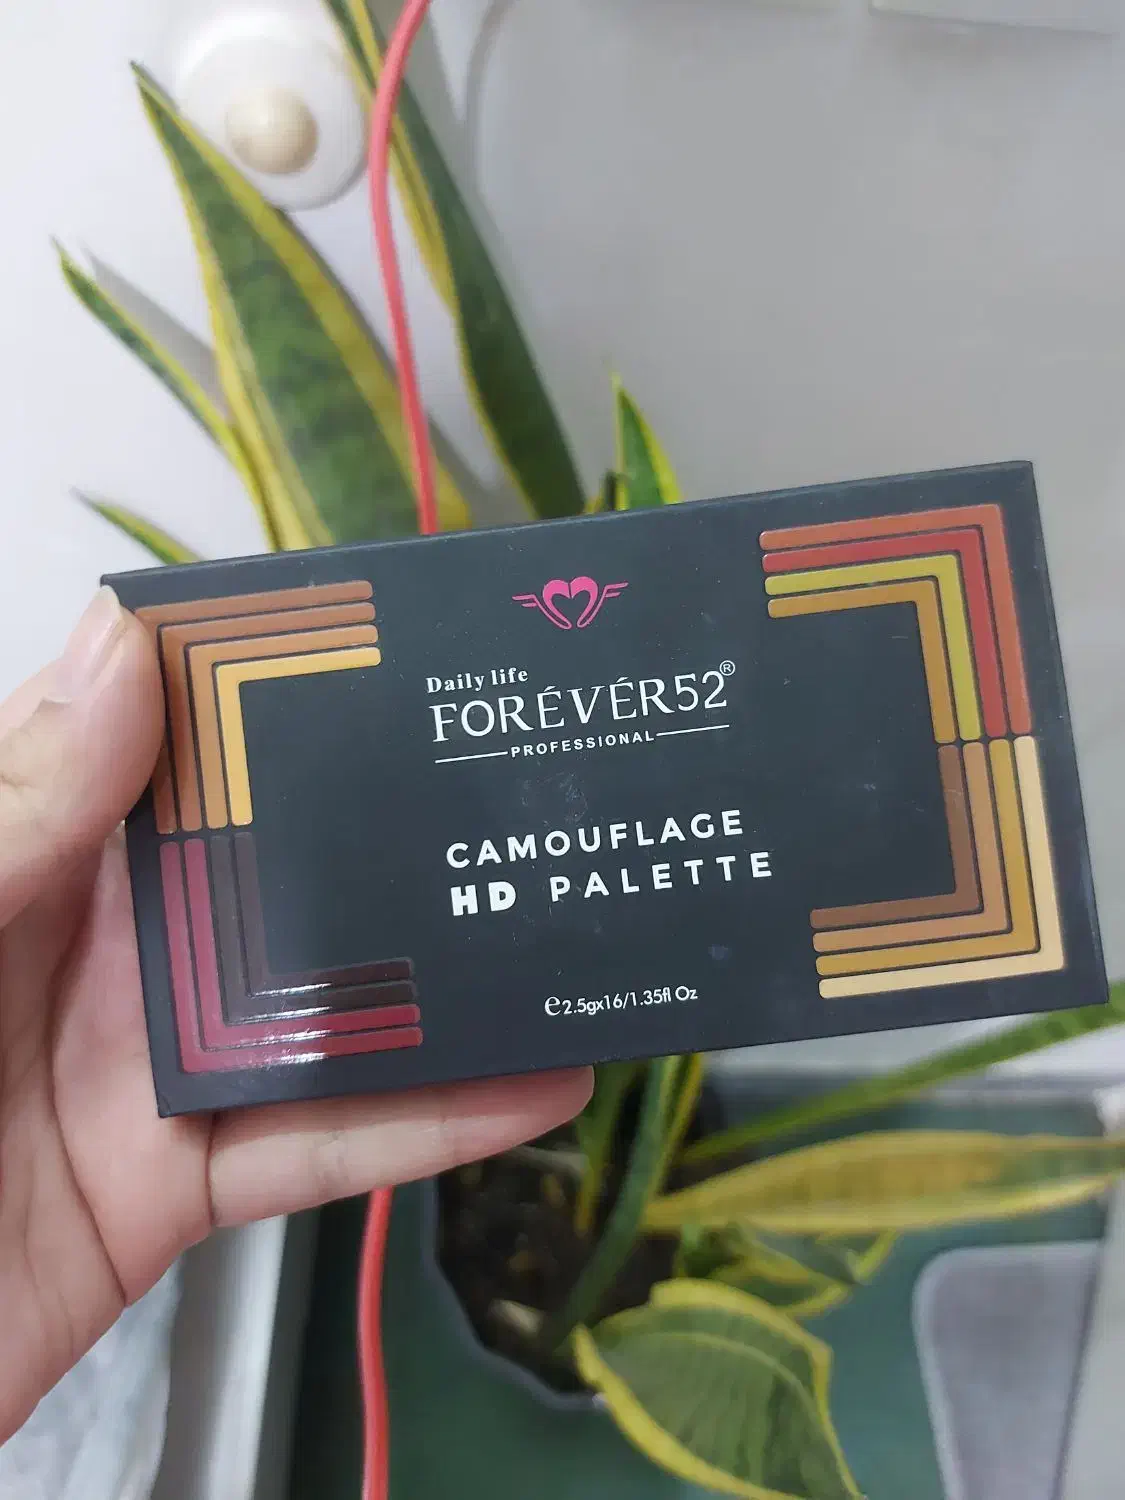 Daily life
FORÉVÉR52®
PROFESSIONAL
CAMOUFLAGE
HD PALETTE
℮2.5gx16/1.35fl Oz